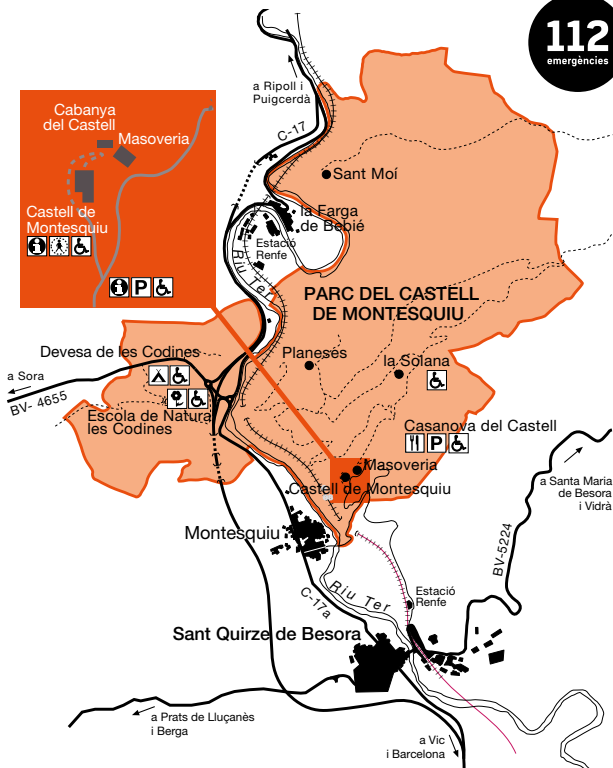 112
emergències
a Ripoll i
Puigcerdà
C-17
Cabanya
del Castell
Masoveria
Castell de
Montesquiu
P
Sant Moí
la Farga
de Bebié
Estació
Renfe
Riu Ter
PARC DEL CASTELL
DE MONTESQUIU
Devesa de les Codines
Planeses
la Solana
a Sora
BV- 4655
Escola de Natura
les Codines
Casanova del Castell
P
Masoveria
Castell de Montesquiu
a Santa Maria
de Besora
i Vidrà
BV-5224
Montesquiu
Riu Ter
Estació
Renfe
C-17a
Sant Quirze de Besora
a Prats de Lluçanès
i Berga
a Vic
i Barcelona